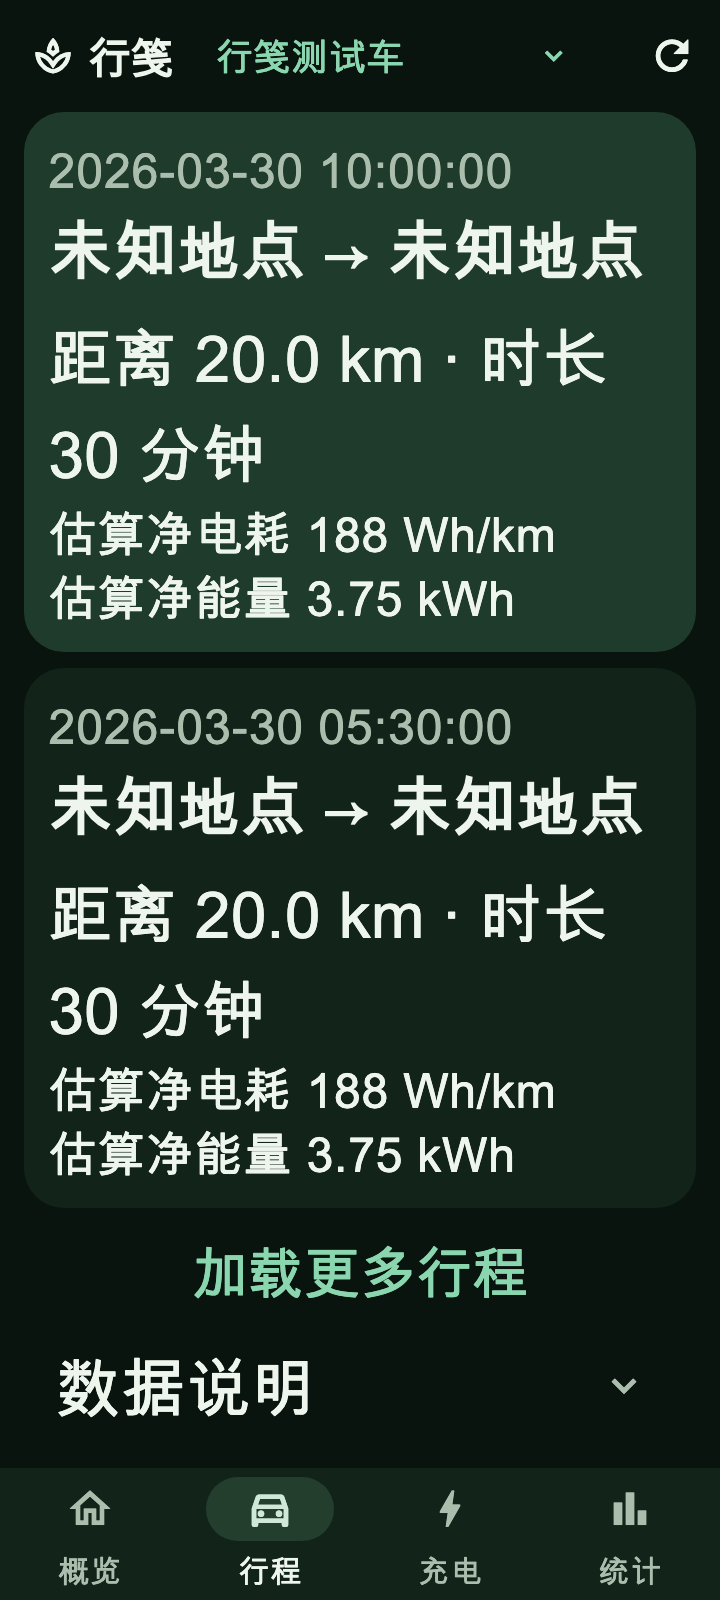 行笺 行笺测试车
2026-03-30 10:00:00
未知地点 → 未知地点
距离 20.0 km · 时长
30 分钟
估算净电耗 188 Wh/km
估算净能量 3.75 kWh
2026-03-30 05:30:00
未知地点 → 未知地点
距离 20.0 km · 时长
30 分钟
估算净电耗 188 Wh/km
估算净能量 3.75 kWh
加载更多行程
数据说明
概览 行程 充电 统计